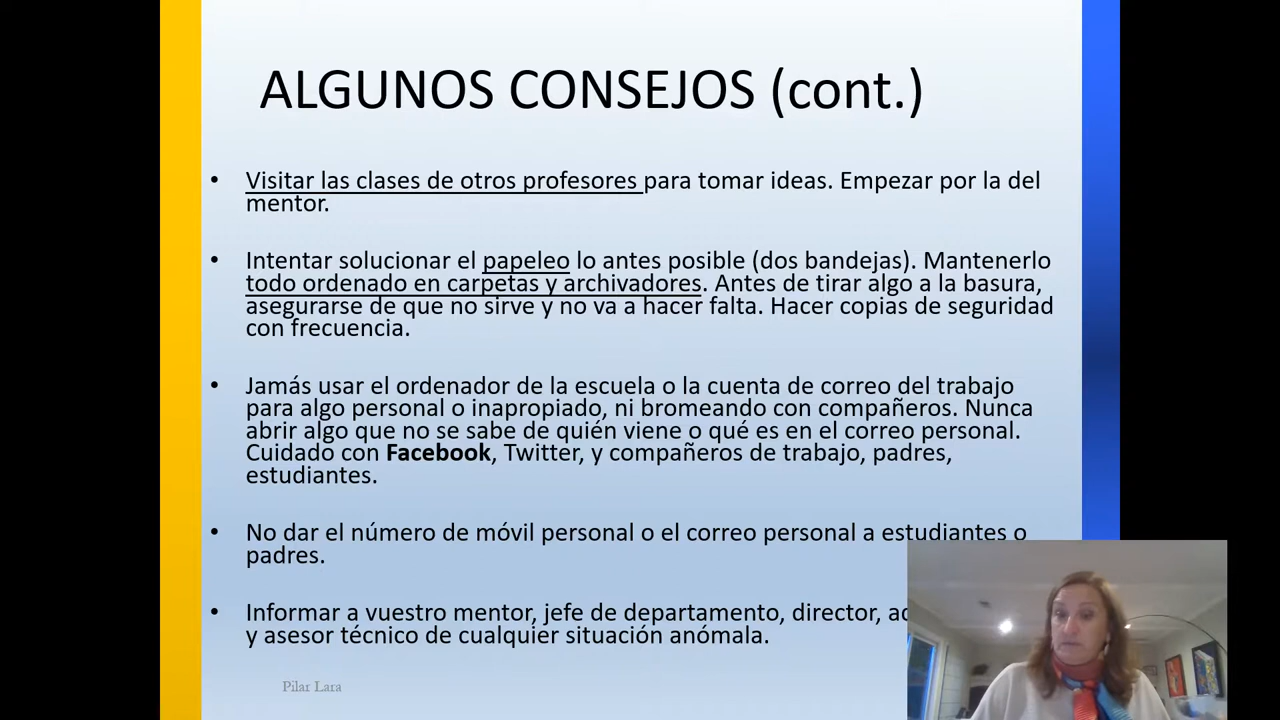 ALGUNOS CONSEJOS (cont.)
• Visitar las clases de otros profesores para tomar ideas. Empezar por la del
mentor.
• Intentar solucionar el papeleo lo antes posible (dos bandejas). Mantenerlo
todo ordenado en carpetas y archivadores. Antes de tirar algo a la basura,
asegurarse de que no sirve y no va a hacer falta. Hacer copias de seguridad
con frecuencia.
• Jamás usar el ordenador de la escuela o la cuenta de correo del trabajo
para algo personal o inapropiado, ni bromeando con compañeros. Nunca
abrir algo que no se sabe de quién viene o qué es en el correo personal.
Cuidado con Facebook, Twitter, y compañeros de trabajo, padres,
estudiantes.
• No dar el número de móvil personal o el correo personal a estudiantes o
padres.
• Informar a vuestro mentor, jefe de departamento, director,
y asesor técnico de cualquier situación anómala.
Pilar Lara